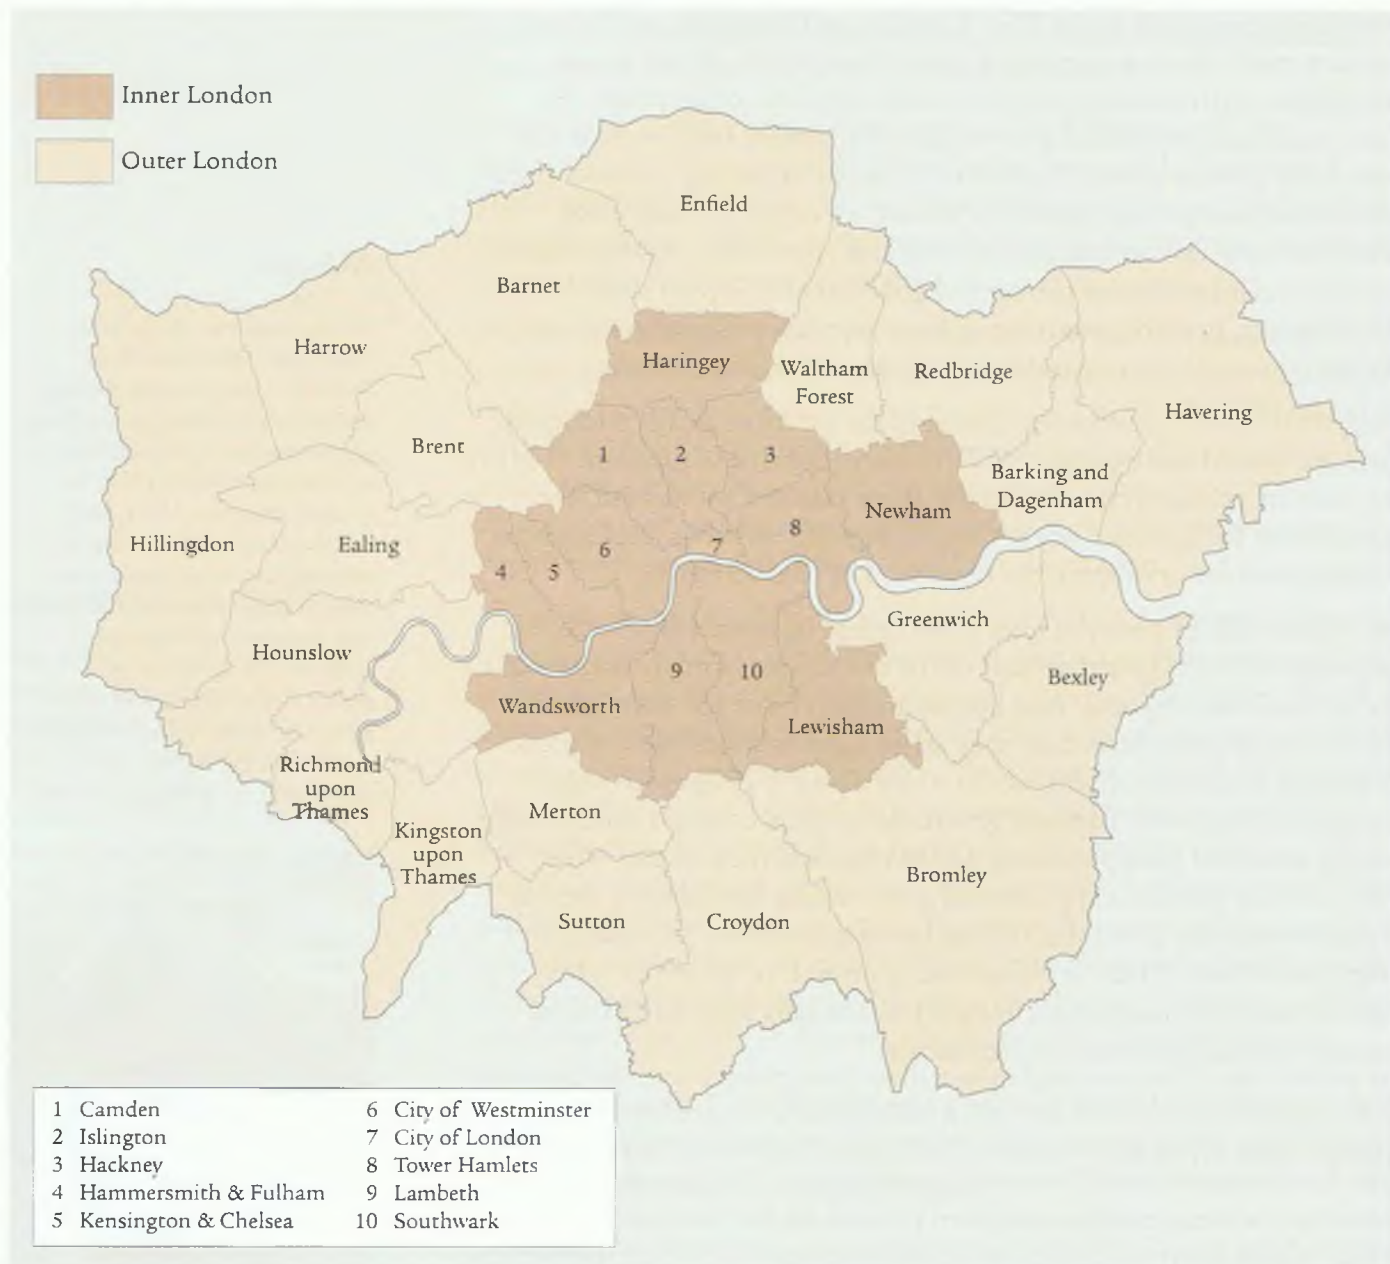 Inner London
Outer London
Enfield
Barnet
Harrow
Haringey
Waltham
Forest
Redbridge
Havering
Brent
1
2
3
Barking and
Dagenham
Newham
Hillingdon
Ealing
4
5
6
7
8
Greenwich
Hounslow
Bexley
9
10
Wandsworth
Lewisham
Richmond
upon
Thames
Merton
Kingston
upon
Thames
Bromley
Sutton
Croydon
1 Camden
2 Islington
3 Hackney
4 Hammersmith & Fulham
5 Kensington & Chelsea
6 City of Westminster
7 City of London
8 Tower Hamlets
9 Lambeth
10 Southwark